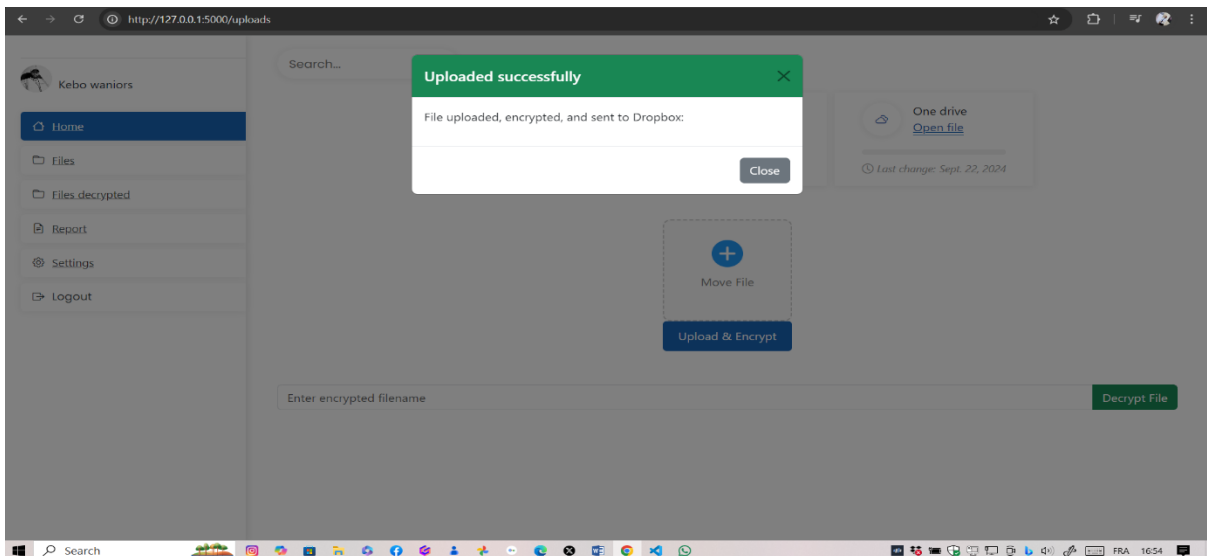 http://127.0.0.1:5000/uploads
Kebo waniors
Home
Files
Files decrypted
Report
Settings
Logout
Search...
Uploaded successfully
File uploaded, encrypted, and sent to Dropbox:
Close
One drive
Open file
Last change: Sept. 22, 2024
Move File
Upload & Encrypt
Enter encrypted filename
Decrypt File
Search
FRA 16:54